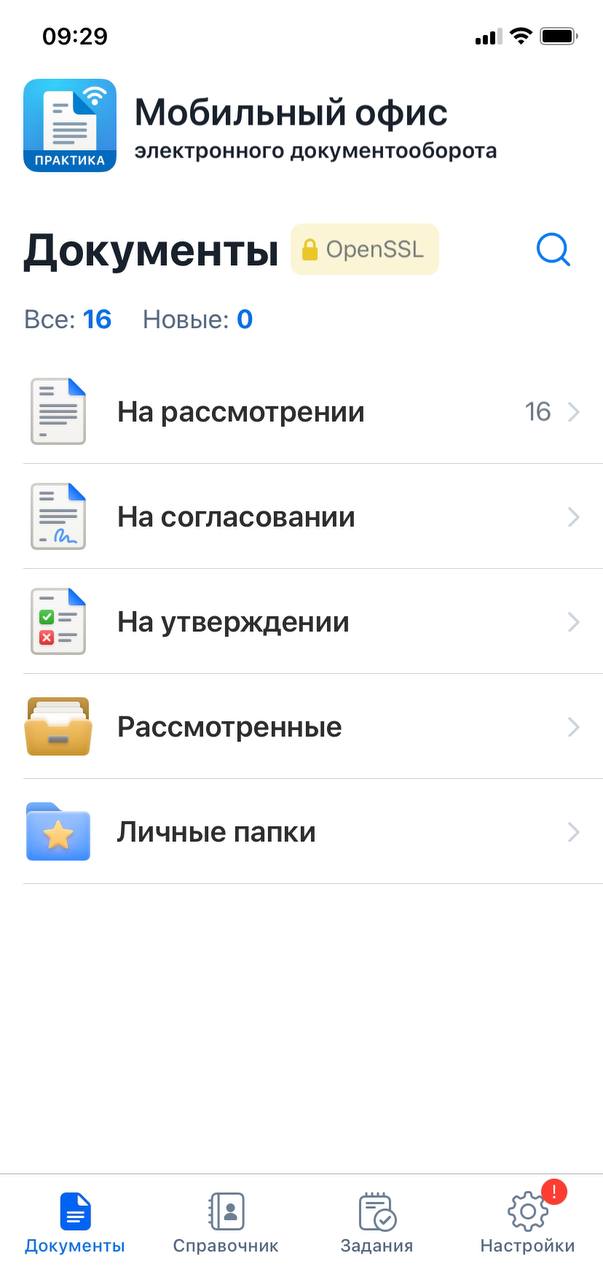 09:29
ПРАКТИКА
Мобильный офис
электронного документооборота
Документы
OpenSSL
Все: 16 Новые: 0
На рассмотрении 16
На согласовании
На утверждении
Рассмотренные
Личные папки
!
Документы Справочник Задания Настройки